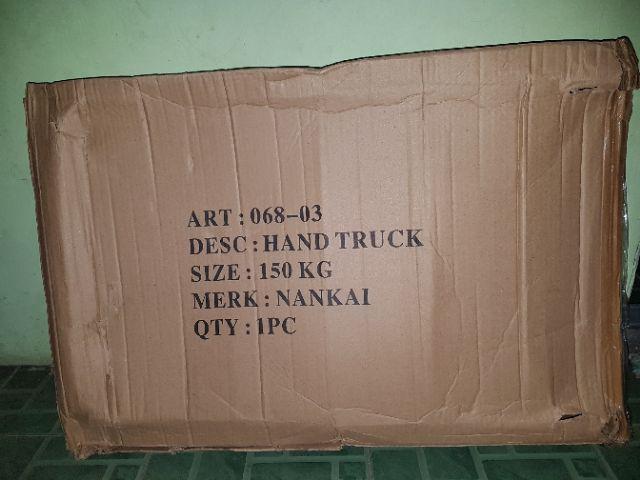 ART : 068-03
DESC : HAND TRUCK
SIZE : 150 KG
MERK : NANKAI
QTY : 1PC